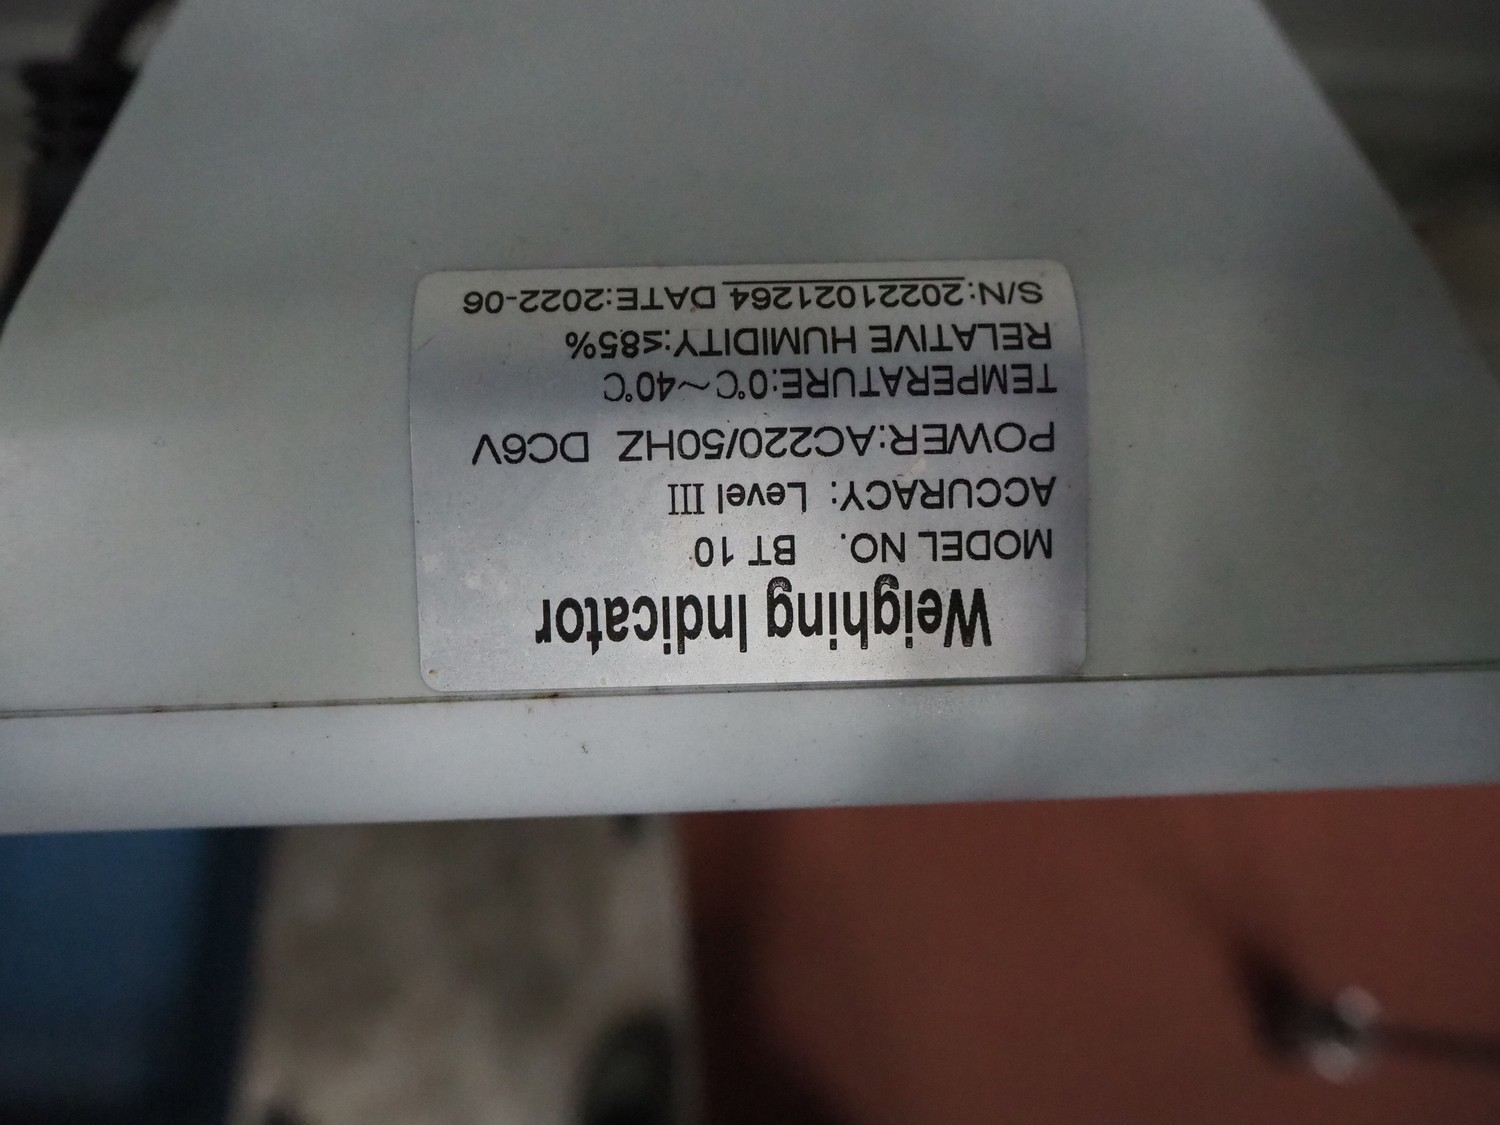 Weighing Indicator
MODEL NO. BT 10
ACCURACY: Level III
POWER:AC220/50HZ DC6V
TEMPERATURE:0℃~40℃
RELATIVE HUMIDITY:≤85%
S/N:20221021264 DATE:2022-06